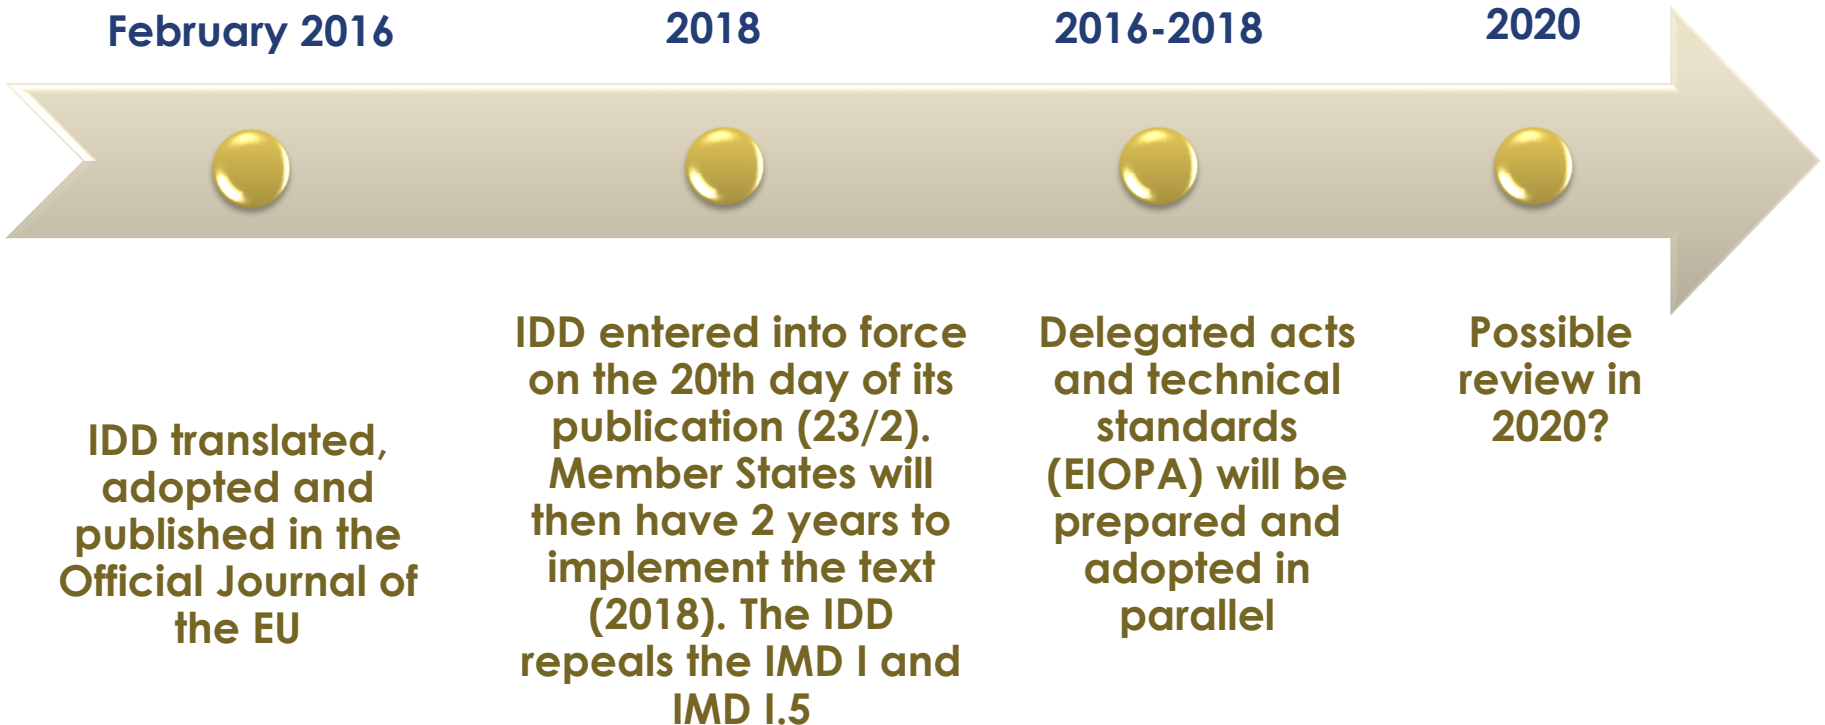 February 2016
2018
2016-2018
2020
IDD translated,
adopted and
published in the
Official Journal of
the EU
IDD entered into force
on the 20th day of its
publication (23/2).
Member States will
then have 2 years to
implement the text
(2018). The IDD
repeals the IMD I and
IMD I.5
Delegated acts
and technical
standards
(EIOPA) will be
prepared and
adopted in
parallel
Possible
review in
2020?